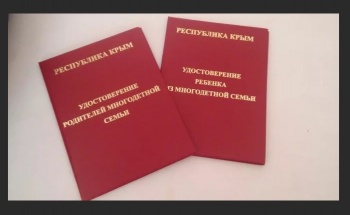 РЕСПУБЛИКА КРЫМ
УДОСТОВЕРЕНИЕ
РОДИТЕЛЕЙ МНОГОДЕТНОЙ
СЕМЬИ
РЕСПУБЛИКА КРЫМ
УДОСТОВЕРЕНИЕ
РЕБЕНКА
ИЗ МНОГОДЕТНОЙ СЕМЬИ